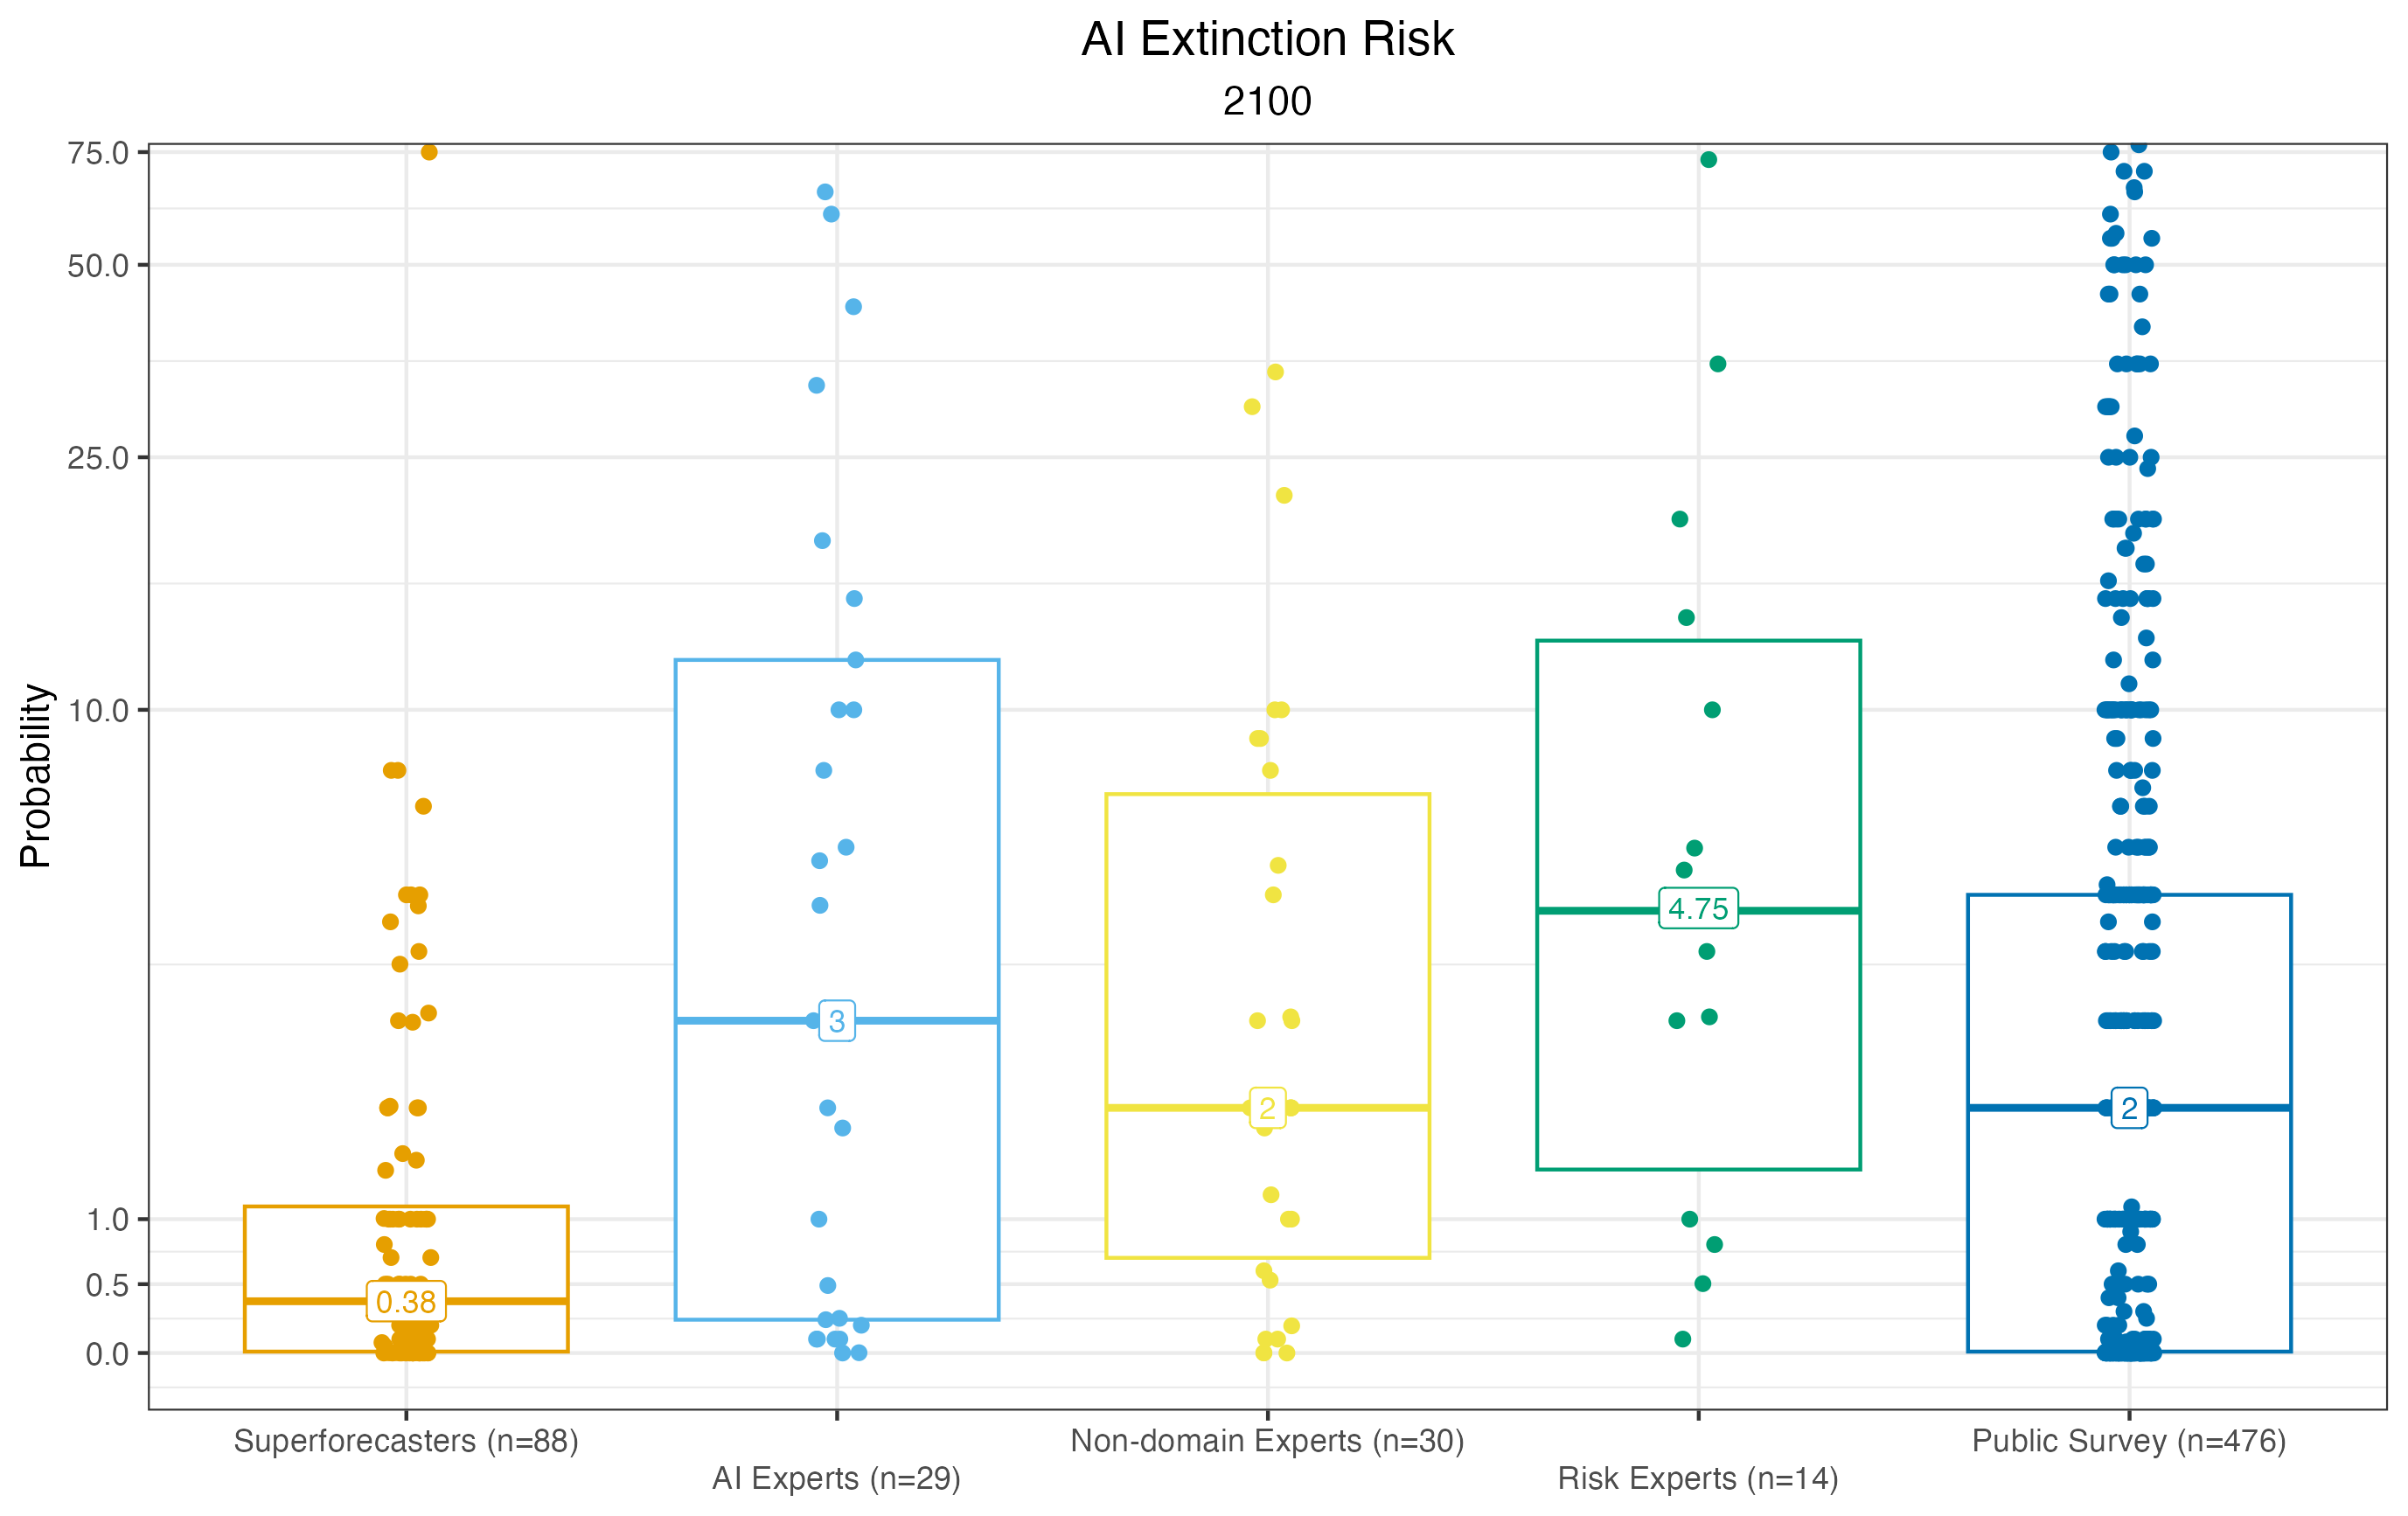 AI Extinction Risk
2100
Probability
75.0
50.0
25.0
10.0
1.0
0.5
0.0
0.38
3
2
4.75
2
Superforecasters (n=88)
AI Experts (n=29)
Non-domain Experts (n=30)
Risk Experts (n=14)
Public Survey (n=476)